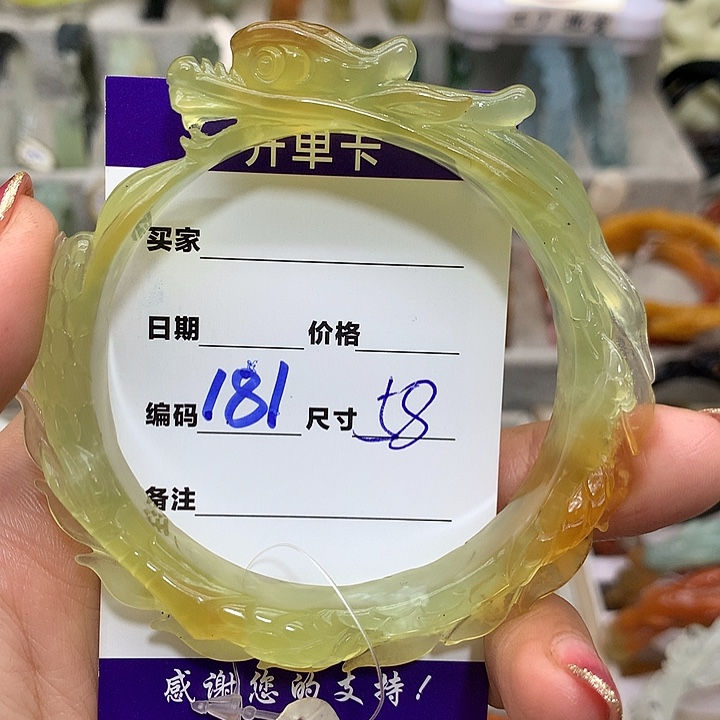 开单卡
买家
日期 价格
编码 181 尺寸 58
备注
感谢您的支持!